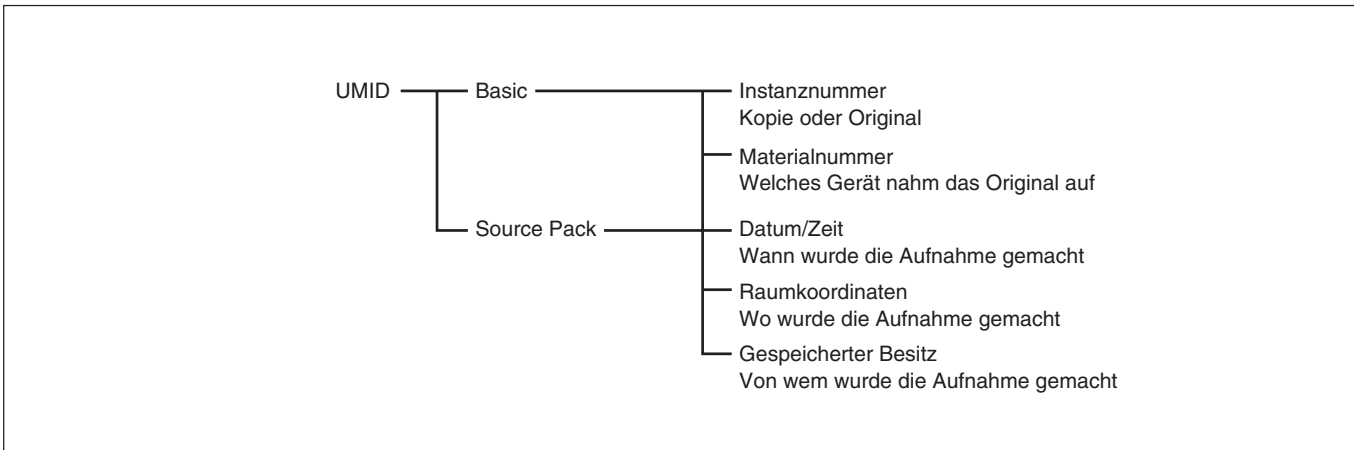 UMID
Basic
Instanznummer
Kopie oder Original
Materialnummer
Welches Gerät nahm das Original auf
Source Pack
Datum/Zeit
Wann wurde die Aufnahme gemacht
Raumkoordinaten
Wo wurde die Aufnahme gemacht
Gespeicherter Besitz
Von wem wurde die Aufnahme gemacht